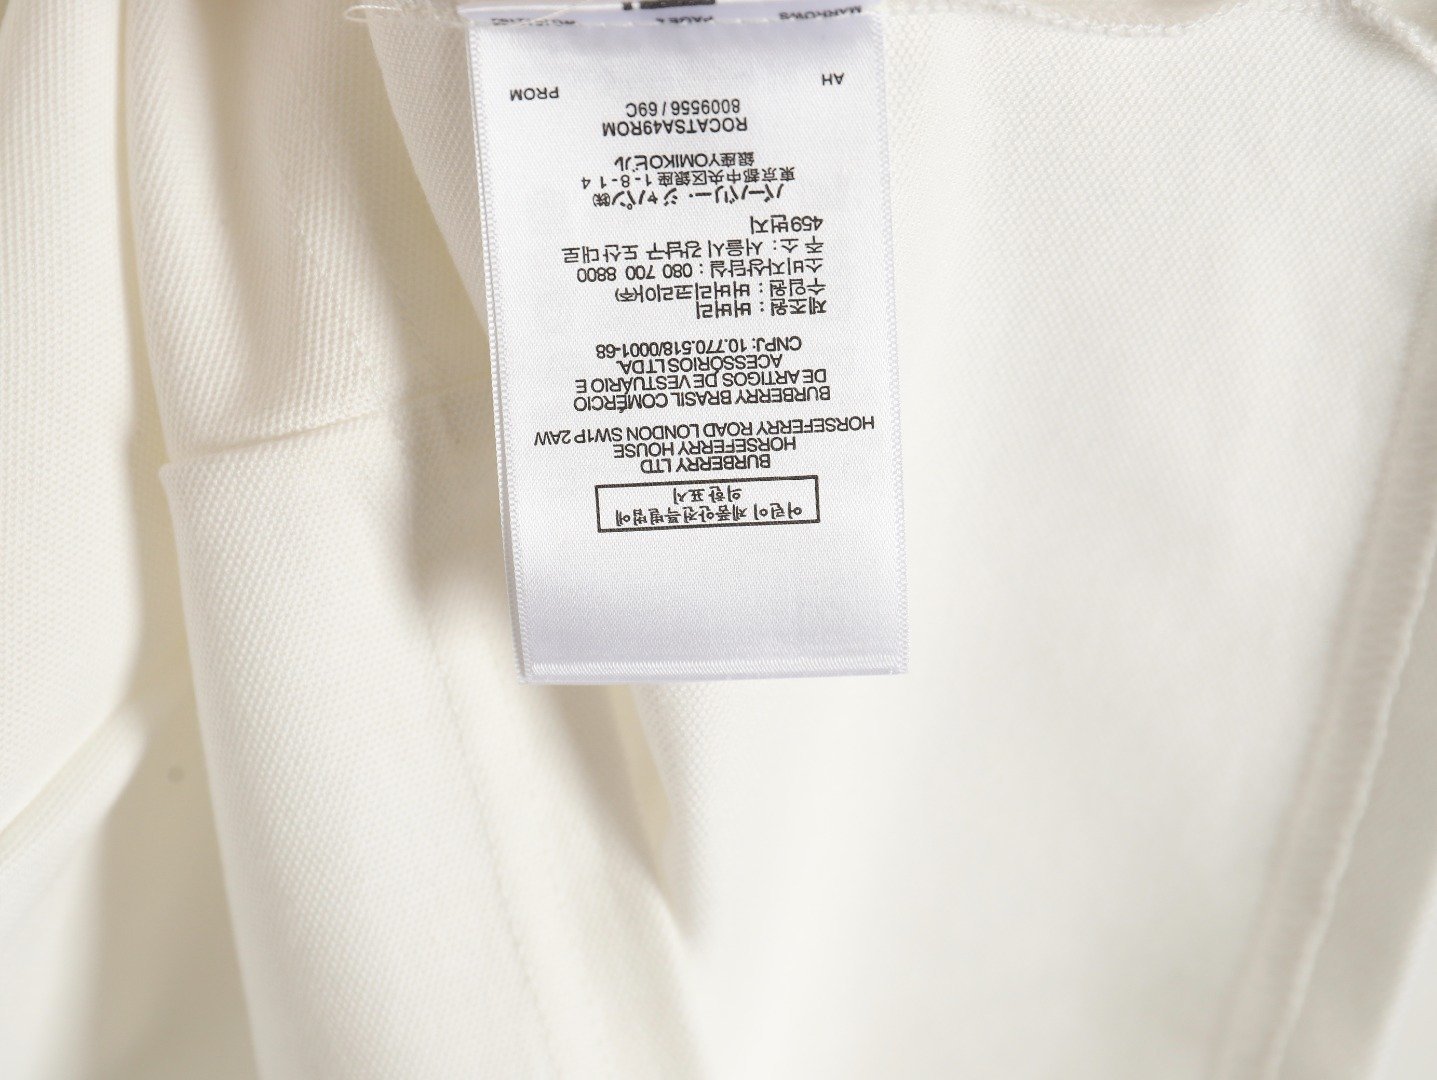 어린이 제품안전특별법에
의한 표시
BURBERRY LTD
HORSEFERRY HOUSE
HORSEFERRY ROAD LONDON SW1P 2AW
BURBERRY BRASIL COMÉRCIO
DE ARTIGOS DE VESTUÁRIO E
ACESSÓRIOS LTDA.
CNPJ: 10.770.518/0001-68
제조원 : 버버리
수입원 : 버버리코리아(주)
소비자상담실 : 080 700 8800
주 소 : 서울시 강남구 도산대로
459번지
バーバリー・ジャパン㈱
東京都中央区銀座1-8-14
銀座YOMIKOビル
ROCATSA49ROM
8009556 / 69C
AH PROM
MARROWS PAGE